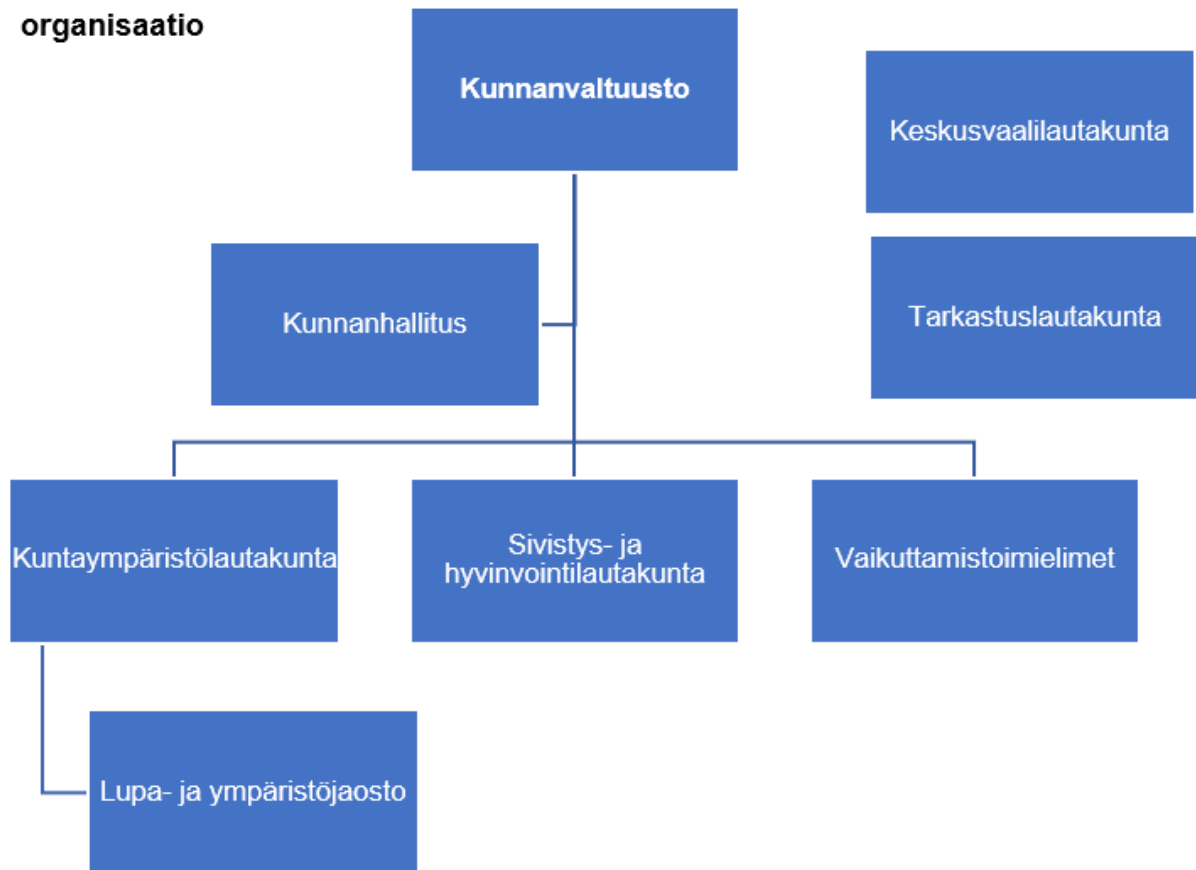 organisaatio
Kunnanvaltuusto
Keskusvaalilautakunta
Kunnanhallitus
Tarkastuslautakunta
Kuntaympäristölautakunta
Sivistys- ja
hyvinvointilautakunta
Vaikuttamistoimielimet
Lupa- ja ympäristöjaosto